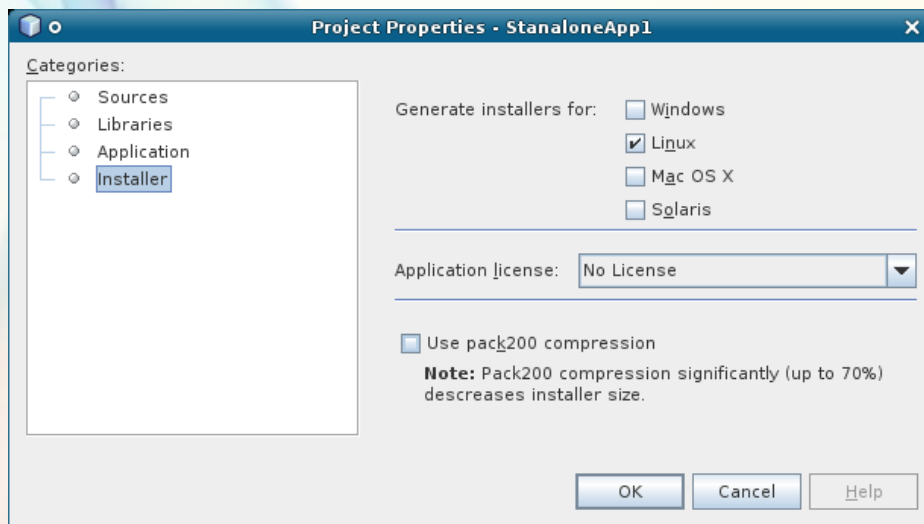 Project Properties - StanaloneApp1
Categories:
Sources
Libraries
Application
Installer
Generate installers for:
Windows
Linux
Mac OS X
Solaris
Application license:
No License
Use pack200 compression
Note: Pack200 compression significantly (up to 70%)
descreases installer size.
OK
Cancel
Help